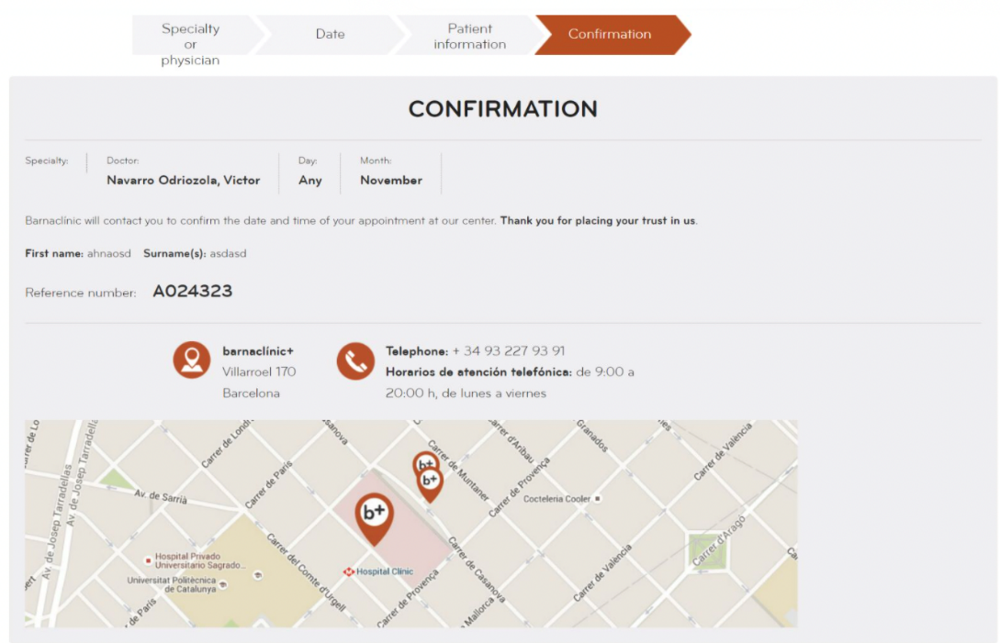 Specialty
or
physician
Date
Patient
information
Confirmation
CONFIRMATION
Specialty:
Doctor:
Navarro Odriozola, Victor
Day:
Any
Month:
November
Barnaclínic will contact you to confirm the date and time of your appointment at our center. Thank you for placing your trust in us.
First name: ahnaosd Surname(s): asdasd
Reference number: A024323
barnaclínic+
Villarroel 170
Barcelona
Telephone: + 34 93 227 93 91
Horarios de atención telefónica: de 9:00 a
20:00 h, de lunes a viernes
Carrer de Londr
Carrer de Paris
Av. de Josep Tarradellas
Av. de Josep Tarradellas
Av. de Sarrià
b+
b+
b+
Carrer de Muntaner
Carrer d'Aribau
Carrer de Provença
Granados
Carrer de València
Cocteleria Cooler
Carrer d'Aragó
Hospital Privado
Universitario Sagrado...
Universitat Politècnica
de Catalunya
Hospital Clínic
Carrer del Comte d'Urgell
Carrer de Provença
Carrer de Casanova
Mallorca
Carrer de València
de Paris